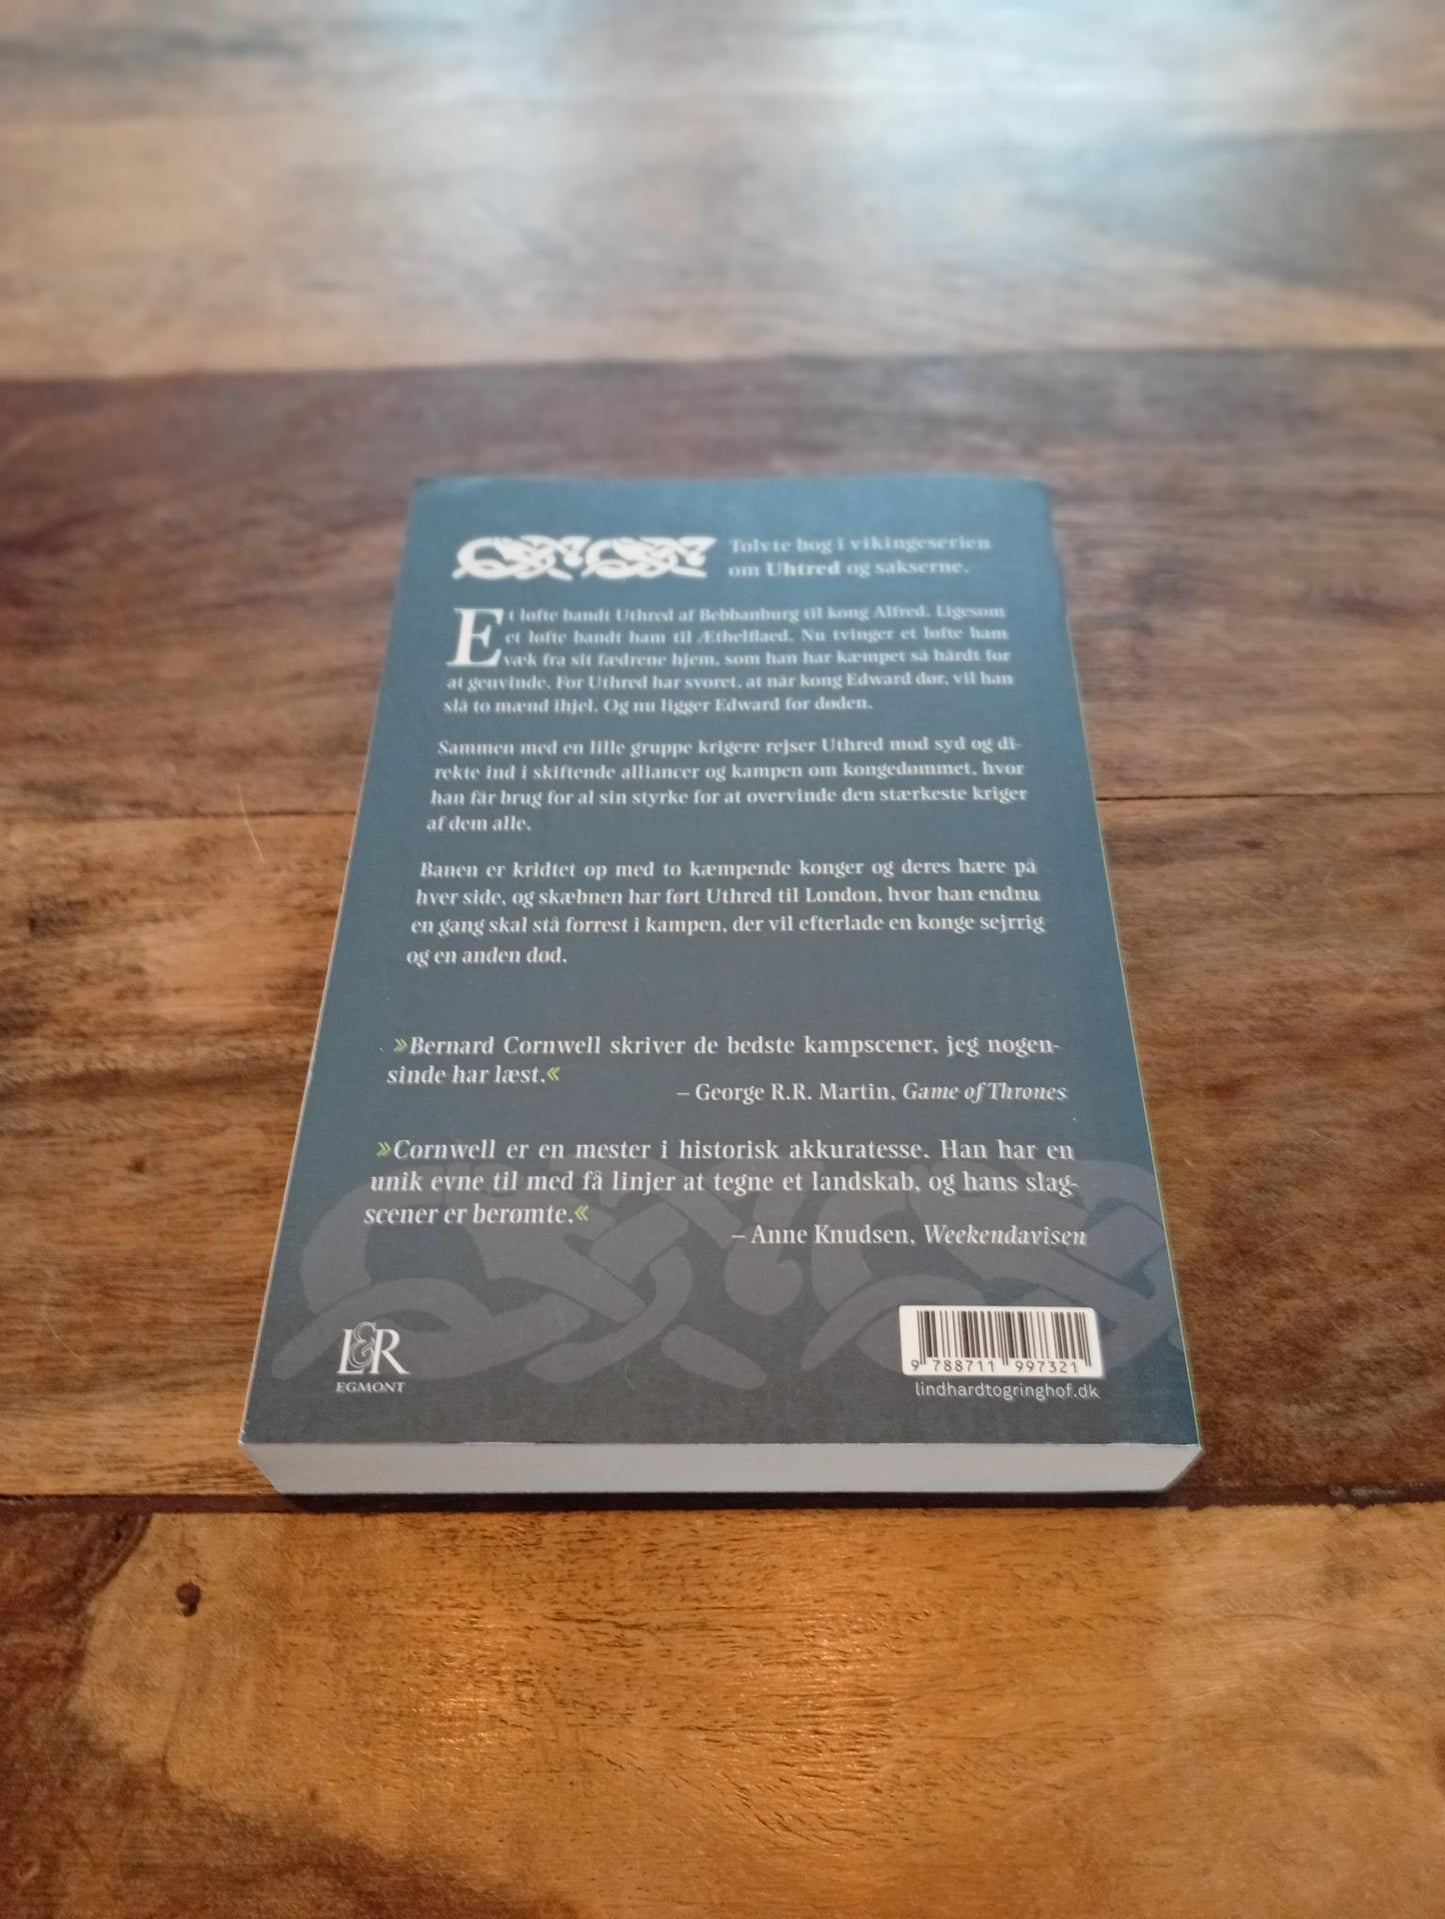 Tolvte bog i vikingeserien
om Uhtred og sakserne.
Et løfte bandt Uthred af Bebbanburg til kong Alfred. Ligesom
et løfte bandt ham til Æthelflaed. Nu tvinger et løfte ham
væk fra sit fædrene hjem, som han har kæmpet så hårdt for
at genvinde. For Uthred har svoret, at når kong Edward dør, vil han
slå to mænd ihjel. Og nu ligger Edward for døden.
Sammen med en lille gruppe krigere rejser Uthred mod syd og di-
rekte ind i skiftende alliancer og kampen om kongedømmet, hvor
han får brug for al sin styrke for at overvinde den stærkeste kriger
af dem alle.
Banen er kridtet op med to kæmpende konger og deres hære på
hver side, og skæbnen har ført Uthred til London, hvor han endnu
en gang skal stå forrest i kampen, der vil efterlade en konge sejrrig
og en anden død.
»Bernard Cornwell skriver de bedste kampscener, jeg nogen-
sinde har læst.«
– George R.R. Martin, Game of Thrones
»Cornwell er en mester i historisk akkuratesse. Han har en
unik evne til med få linjer at tegne et landskab, og hans slag-
scener er berømte.«
– Anne Knudsen, Weekendavisen
L&R
EGMONT
9 788711 997321
lindhardtogringhof.dk